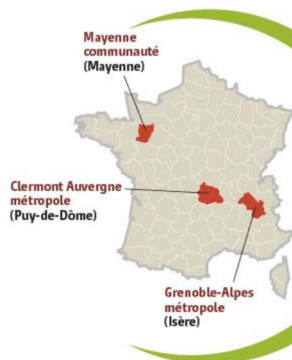 Mayenne
communauté
(Mayenne)
Clermont Auvergne
métropole
(Puy-de-Dôme)
Grenoble-Alpes
métropole
(Isère)